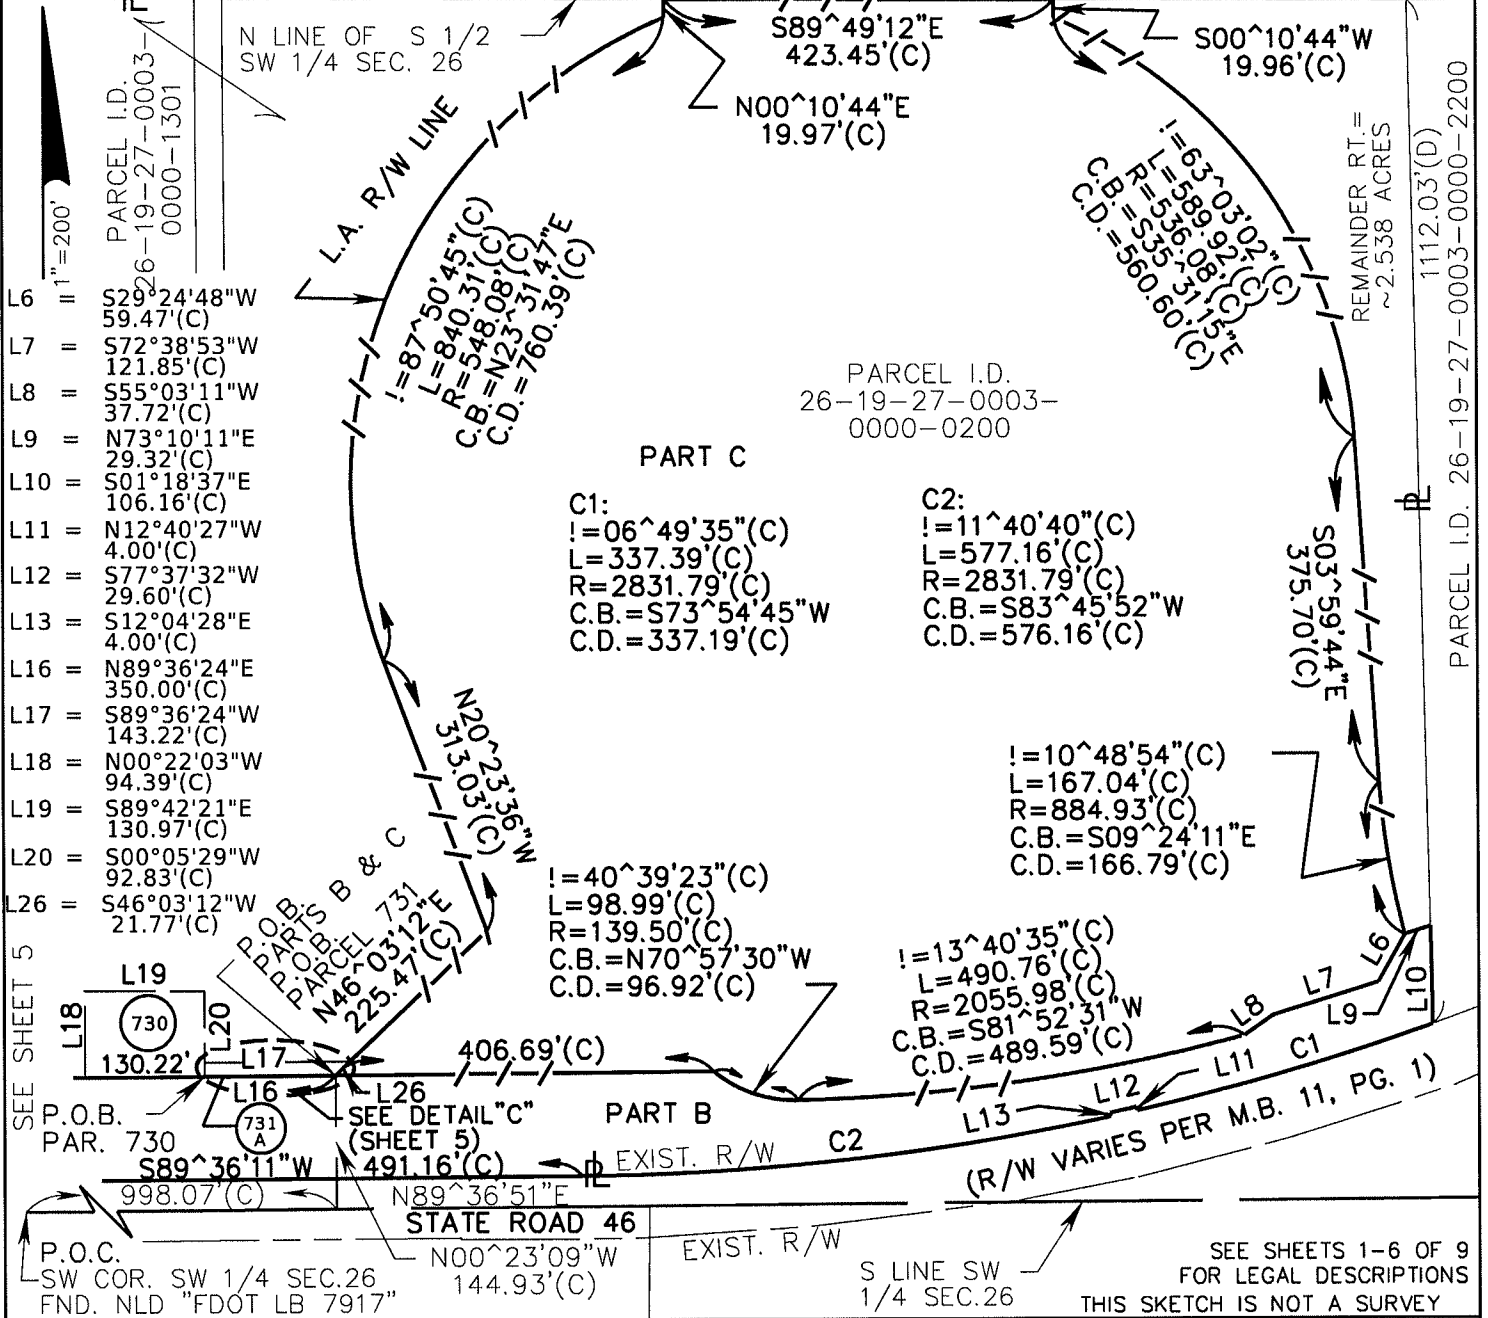 N LINE OF S 1/2
SW 1/4 SEC. 26
S89^49'12"E
423.45'(C)
S00^10'44"W
19.96'(C)
N00^10'44"E
19.97'(C)
PARCEL I.D.
26-19-27-0003-
0000-1301
1"=200'
L.A. R/W LINE
!=87^50'45"(C)
L=840.31'(C)
R=548.08'(C)
C.B.=N23^31'47"E
C.D.=760.39'(C)
!=63^03'02"(C)
L=589.92'(C)
R=536.08'(C)
C.B.=S35^31'15"E
C.D.=560.60'(C)
REMAINDER RT.=
~2.538 ACRES
1112.03'(D)
PARCEL I.D. 26-19-27-0003-0000-2200
L6 = S29°24'48"W
59.47'(C)
L7 = S72°38'53"W
121.85'(C)
L8 = S55°03'11"W
37.72'(C)
L9 = N73°10'11"E
29.32'(C)
L10 = S01°18'37"E
106.16'(C)
L11 = N12°40'27"W
4.00'(C)
L12 = S77°37'32"W
29.60'(C)
L13 = S12°04'28"E
4.00'(C)
L16 = N89°36'24"E
350.00'(C)
L17 = S89°36'24"W
143.22'(C)
L18 = N00°22'03"W
94.39'(C)
L19 = S89°42'21"E
130.97'(C)
L20 = S00°05'29"W
92.83'(C)
L26 = S46°03'12"W
21.77'(C)
PARCEL I.D.
26-19-27-0003-
0000-0200
PART C
C1:
!=06^49'35"(C)
L=337.39'(C)
R=2831.79'(C)
C.B.=S73^54'45"W
C.D.=337.19'(C)
C2:
!=11^40'40"(C)
L=577.16'(C)
R=2831.79'(C)
C.B.=S83^45'52"W
C.D.=576.16'(C)
PL
S03^59'44"E
375.70'(C)
N20^23'36"W
313.03'(C)
!=10^48'54"(C)
L=167.04'(C)
R=884.93'(C)
C.B.=S09^24'11"E
C.D.=166.79'(C)
!=40^39'23"(C)
L=98.99'(C)
R=139.50'(C)
C.B.=N70^57'30"W
C.D.=96.92'(C)
!=13^40'35"(C)
L=490.76'(C)
R=2055.98'(C)
C.B.=S81^52'31"W
C.D.=489.59'(C)
P.O.B.
PARTS B & C
P.O.B.
PARCEL 731
N46^03'12"E
225.47'(C)
SEE SHEET 5
L19
L18
730
L20
130.22'
L17
L16
L26
406.69'(C)
L6
L7
L8
L9
L10
L11
C1
L12
L13
C2
P.O.B.
PAR. 730
731
A
SEE DETAIL"C"
(SHEET 5)
PART B
S89^36'11"W
491.16'(C)
PL
EXIST. R/W
(R/W VARIES PER M.B. 11, PG. 1)
998.07'(C)
N89^36'51"E
STATE ROAD 46
P.O.C.
SW COR. SW 1/4 SEC.26
FND. NLD "FDOT LB 7917"
N00^23'09"W
144.93'(C)
EXIST. R/W
S LINE SW
1/4 SEC.26
SEE SHEETS 1-6 OF 9
FOR LEGAL DESCRIPTIONS
THIS SKETCH IS NOT A SURVEY